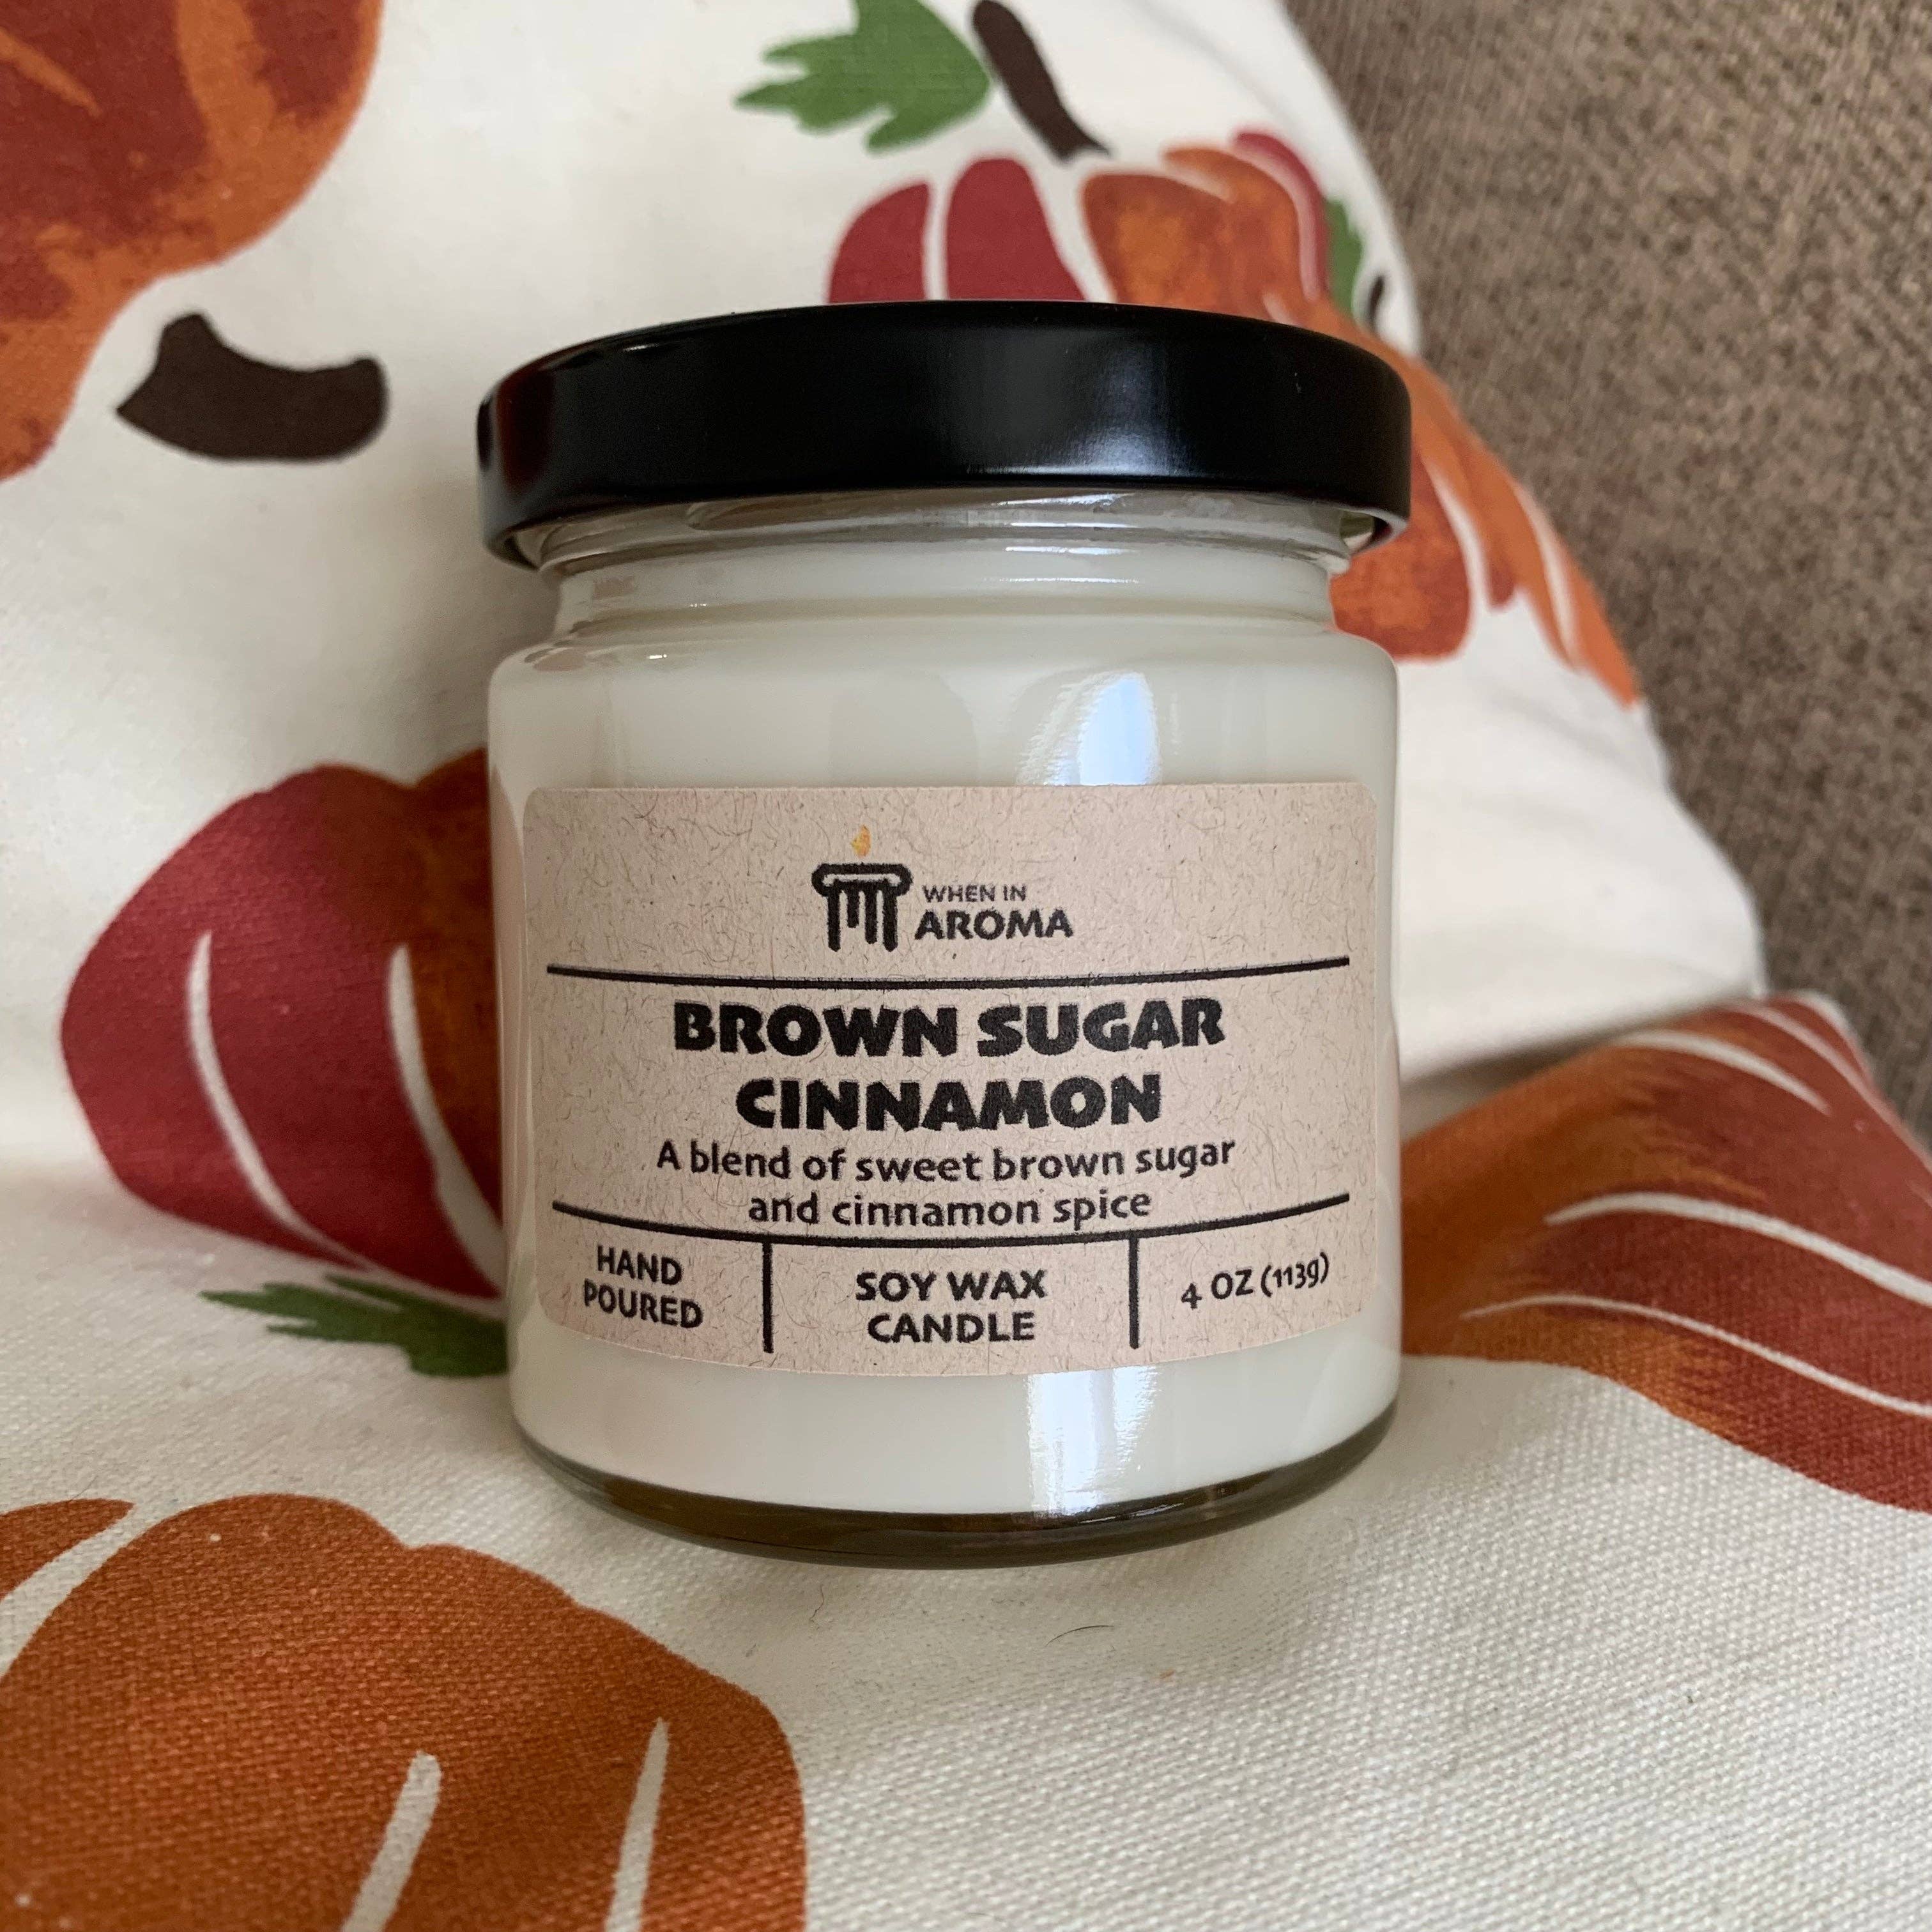 WHEN IN
AROMA
BROWN SUGAR
CINNAMON
A blend of sweet brown sugar
and cinnamon spice
HAND
POURED
SOY WAX
CANDLE
4 OZ (113g)